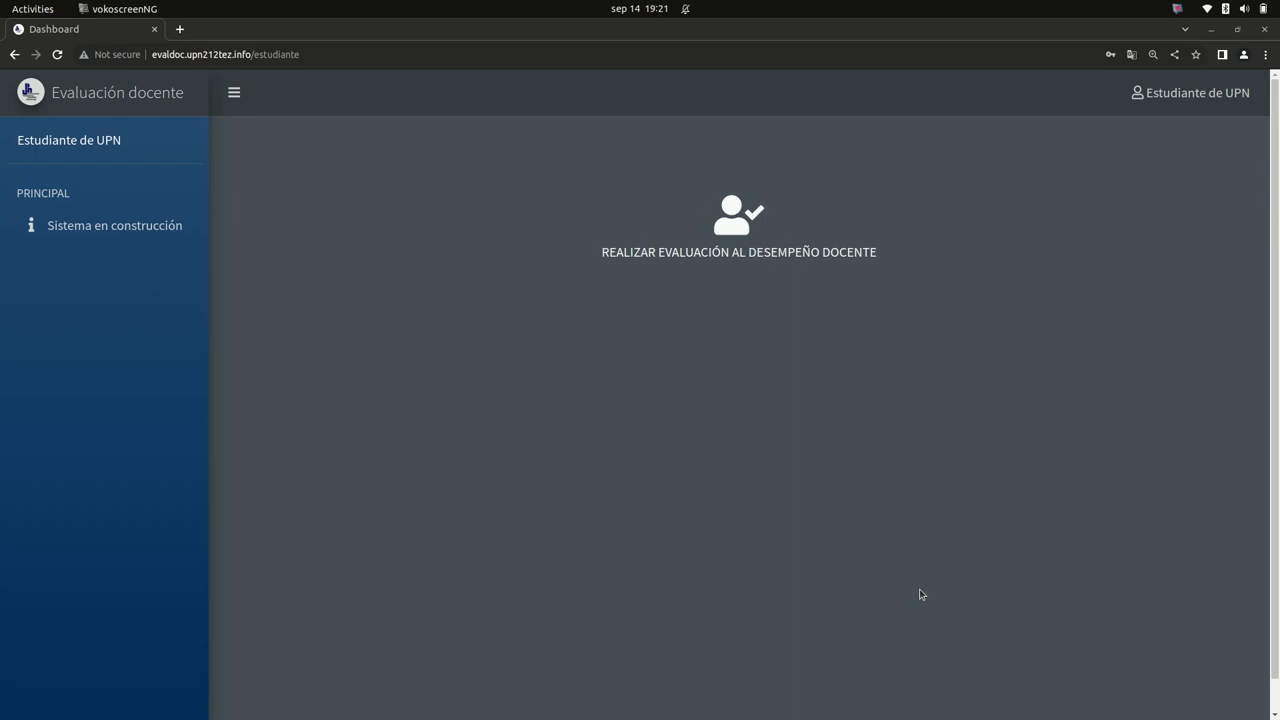 Activities
vokoscreenNG
sep 14 19:21
Dashboard
Not secure
evaldoc.upn212tez.info/estudiante
Evaluación docente
Estudiante de UPN
Estudiante de UPN
PRINCIPAL
Sistema en construcción
REALIZAR EVALUACIÓN AL DESEMPEÑO DOCENTE